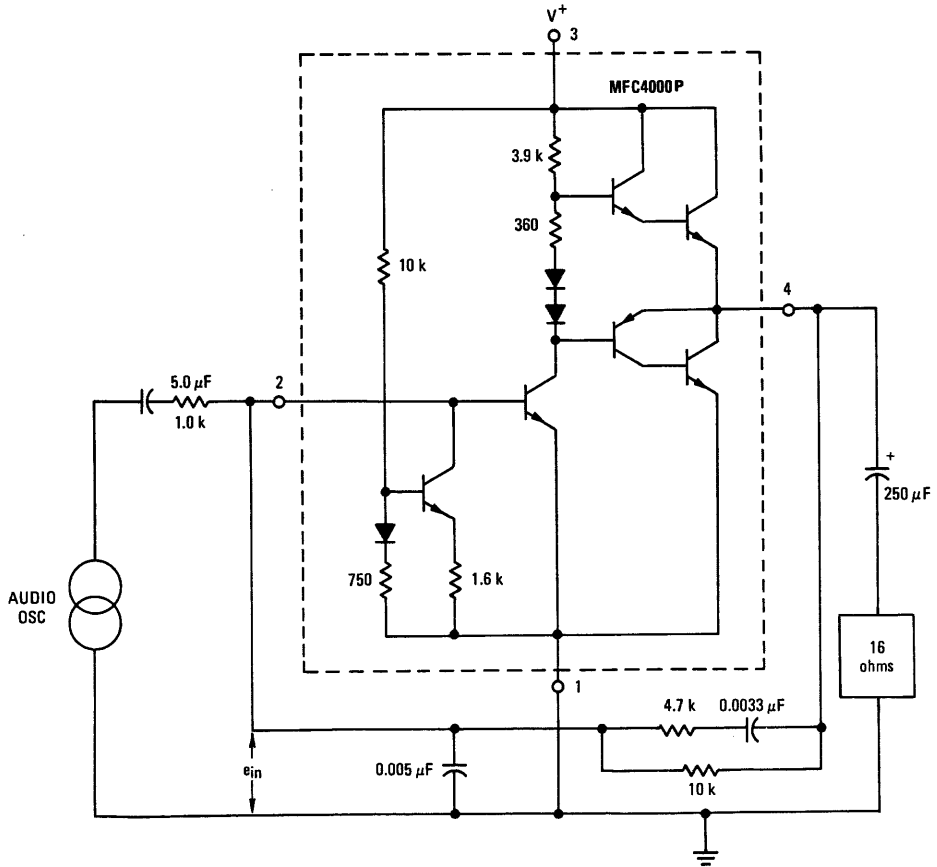 V+
3
MFC4000P
3.9 k
360
10 k
4
5.0 μF
2
1.0 k
+
250 μF
750
1.6 k
AUDIO
OSC
16
ohms
1
4.7 k
0.0033 μF
ein
0.005 μF
10 k